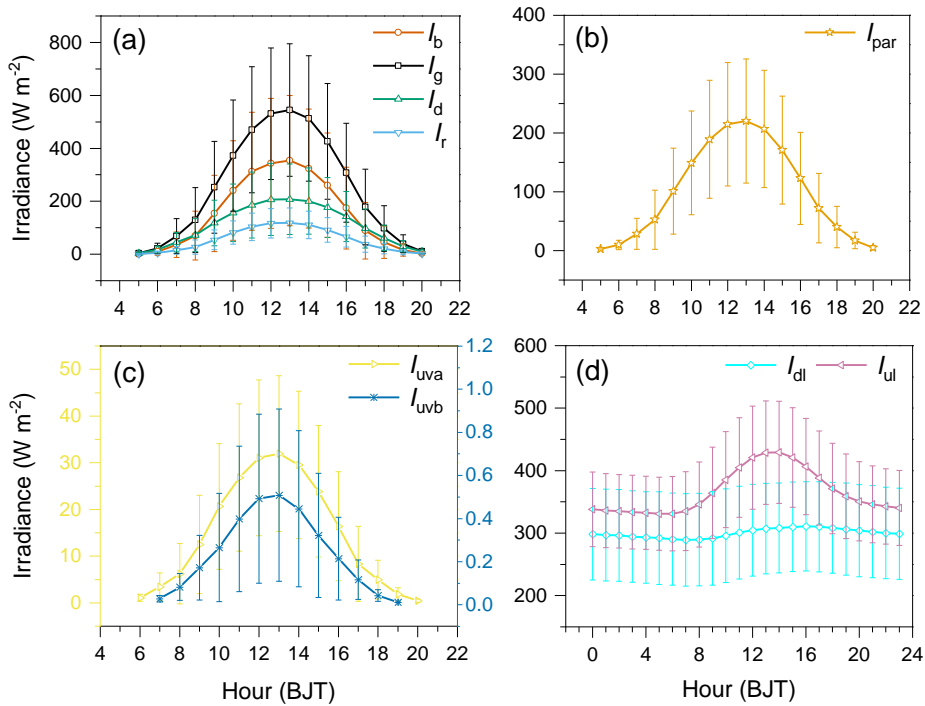 (a)
I_b
I_g
I_d
I_r
Irradiance (W m⁻²)
800
600
400
200
0
4 6 8 10 12 14 16 18 20 22
(b)
I_par
400
300
200
100
0
4 6 8 10 12 14 16 18 20 22
(c)
I_uva
I_uvb
Irradiance (W m⁻²)
50
40
30
20
10
0
1.2
1.0
0.8
0.6
0.4
0.2
0.0
4 6 8 10 12 14 16 18 20 22
Hour (BJT)
(d)
I_dl I_ul
600
500
400
300
200
0 4 8 12 16 20 24
Hour (BJT)